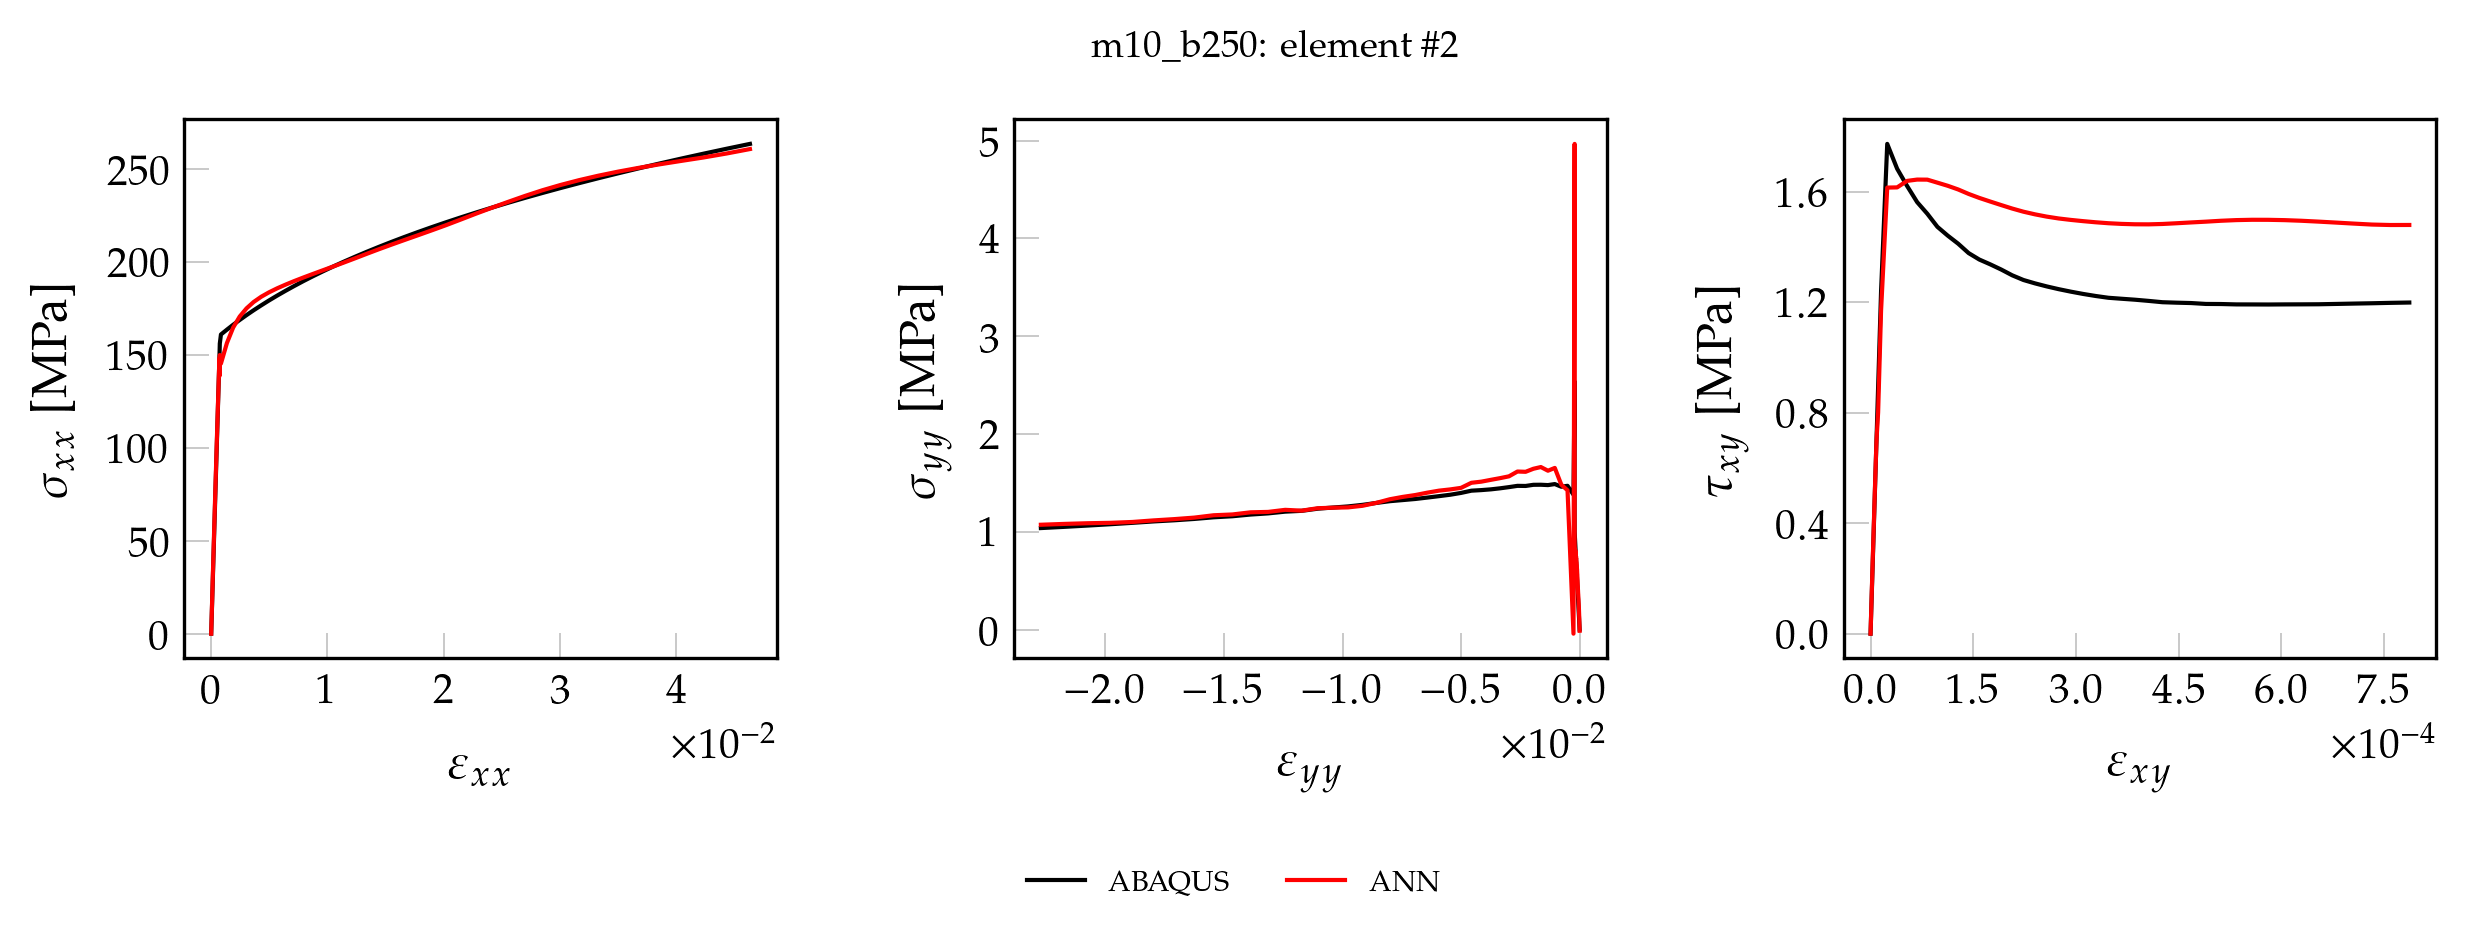 m10_b250: element #2
σxx [MPa]
250
200
150
100
50
0
0 1 2 3 4
×10−2
εxx
σyy [MPa]
5
4
3
2
1
0
−2.0 −1.5 −1.0 −0.5 0.0
×10−2
εyy
τxy [MPa]
1.6
1.2
0.8
0.4
0.0
0.0 1.5 3.0 4.5 6.0 7.5
×10−4
εxy
ABAQUS ANN